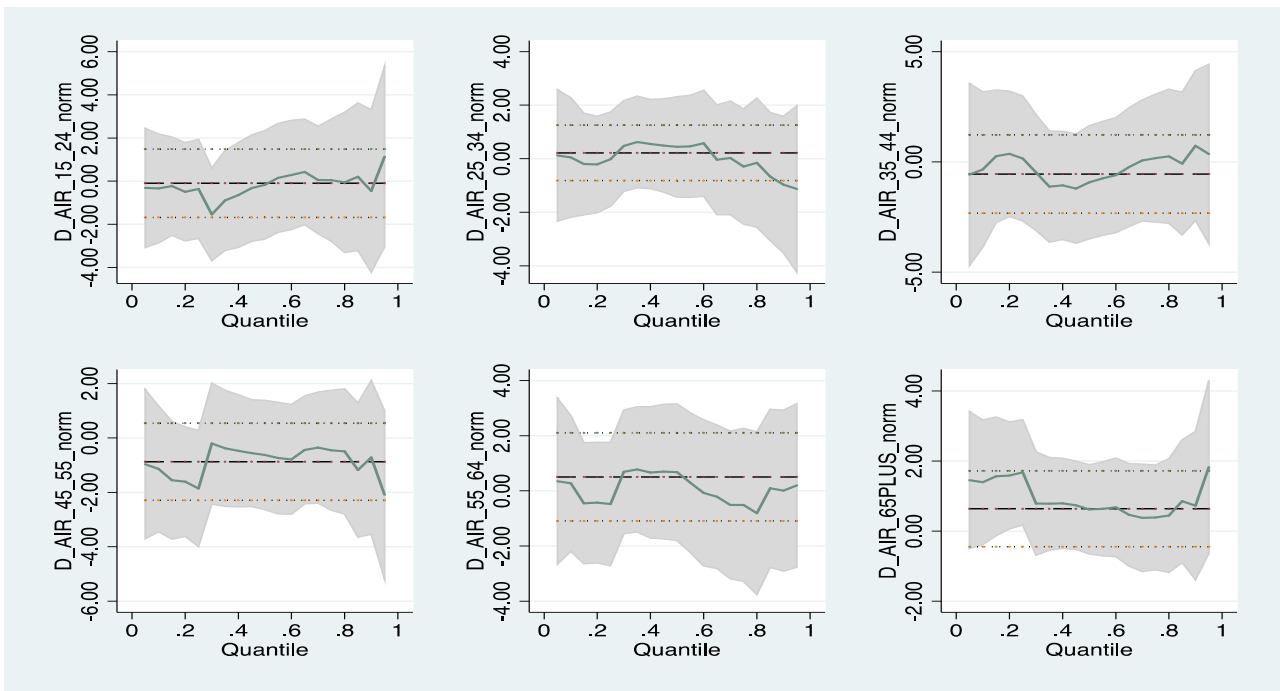 D_AIR_15_24_norm
6.00
4.00
2.00
0.00
-2.00
-4.00
0 .2 .4 .6 .8 1
Quantile
D_AIR_25_34_norm
4.00
2.00
0.00
-2.00
-4.00
0 .2 .4 .6 .8 1
Quantile
D_AIR_35_44_norm
5.00
0.00
-5.00
0 .2 .4 .6 .8 1
Quantile
D_AIR_45_55_norm
2.00
0.00
-2.00
-4.00
-6.00
0 .2 .4 .6 .8 1
Quantile
D_AIR_55_64_norm
4.00
2.00
0.00
-2.00
-4.00
0 .2 .4 .6 .8 1
Quantile
D_AIR_65PLUS_norm
4.00
2.00
0.00
-2.00
0 .2 .4 .6 .8 1
Quantile